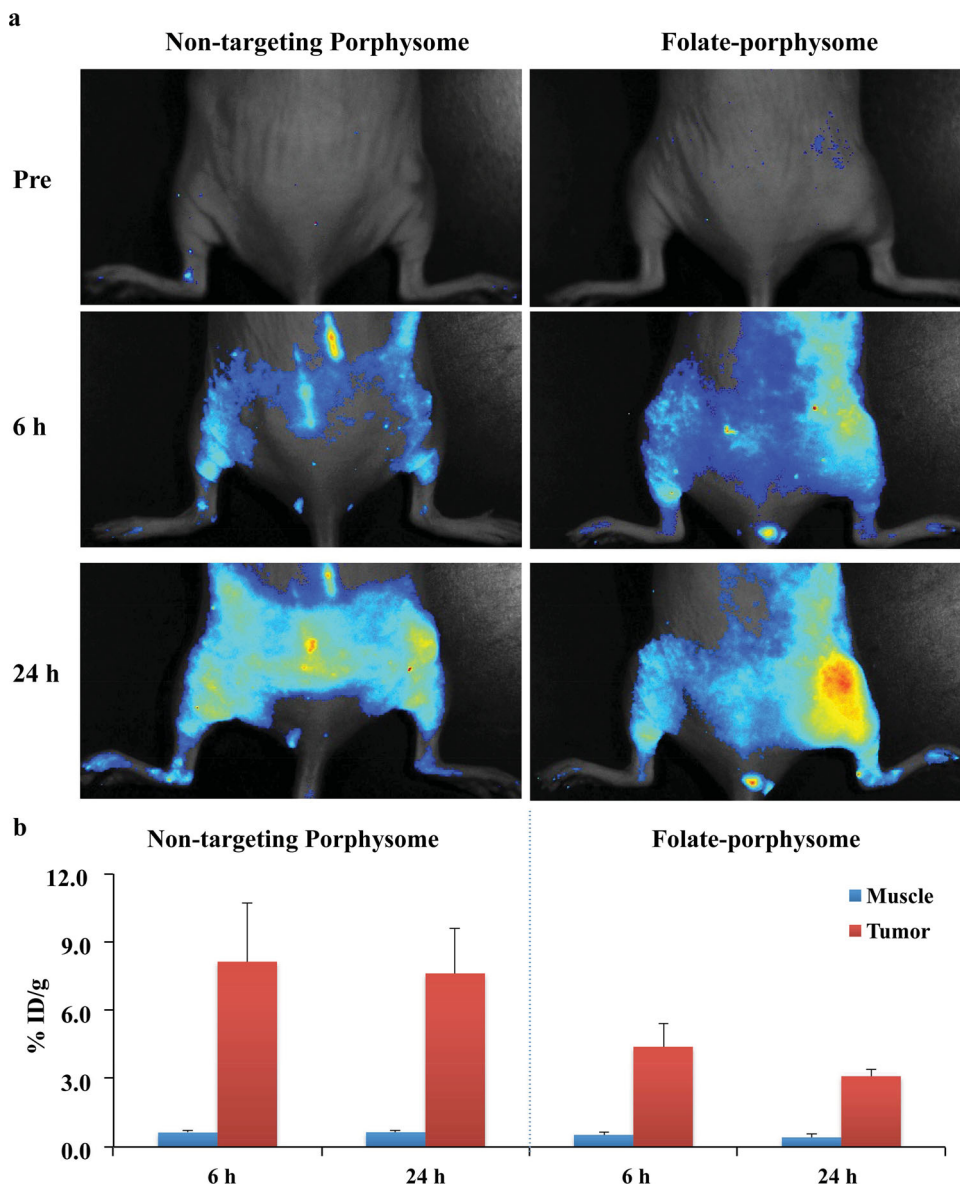 a
Non-targeting Porphysome Folate-porphysome
Pre
6 h
24 h
b
Non-targeting Porphysome Folate-porphysome
12.0
9.0
6.0
3.0
0.0
% ID/g
Muscle
Tumor
6 h 24 h 6 h 24 h